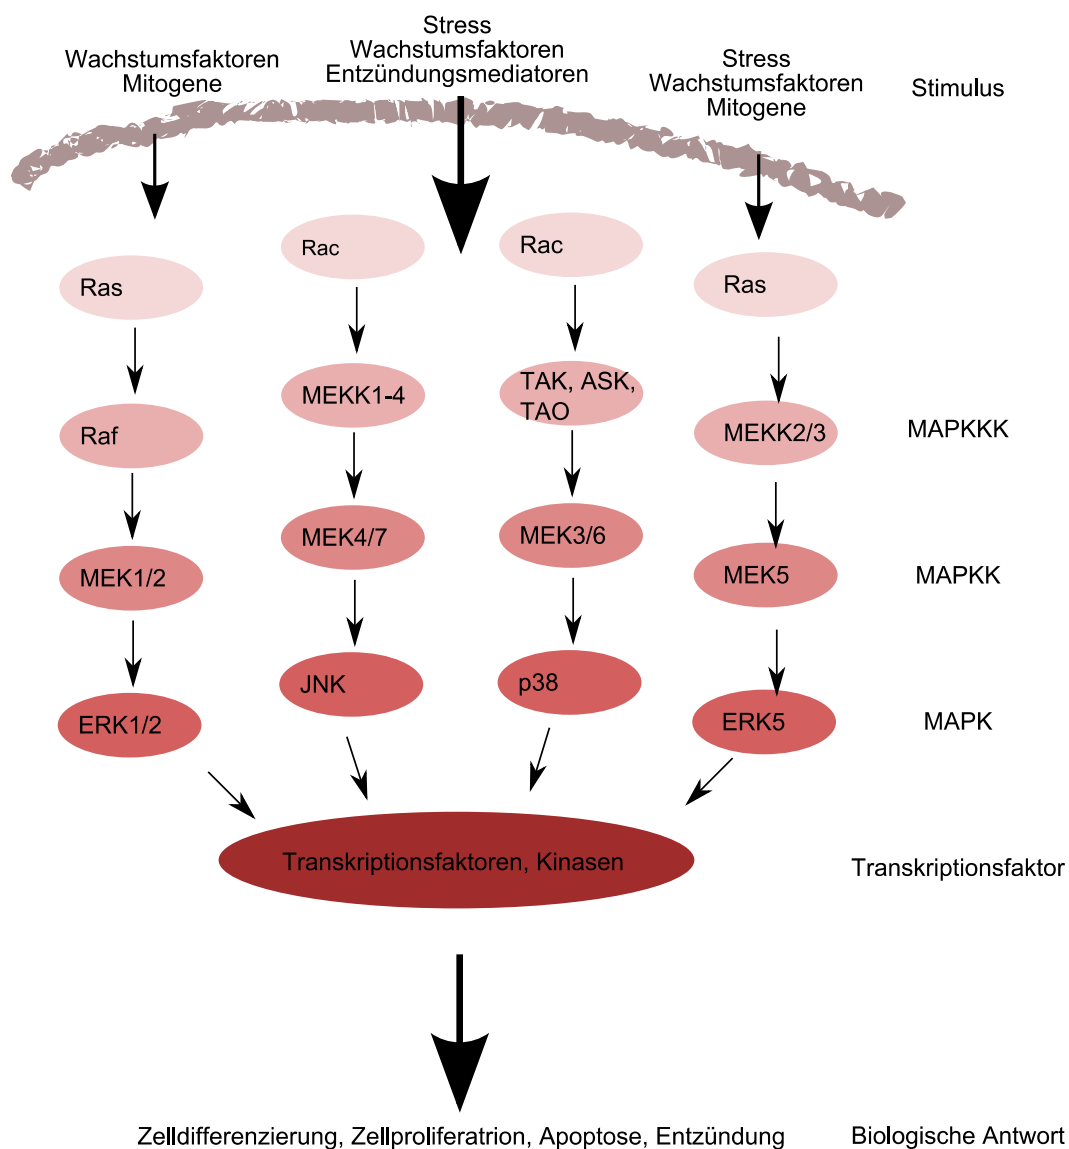 Wachstumsfaktoren
Mitogene
Stress
Wachstumsfaktoren
Entzündungsmediatoren
Stress
Wachstumsfaktoren
Mitogene
Stimulus
Ras
Rac
Rac
Ras
Raf
MEKK1-4
TAK, ASK,
TAO
MEKK2/3
MAPKKK
MEK1/2
MEK4/7
MEK3/6
MEK5
MAPKK
ERK1/2
JNK
p38
ERK5
MAPK
Transkriptionsfaktoren, Kinasen
Transkriptionsfaktor
Zelldifferenzierung, Zellproliferatrion, Apoptose, Entzündung
Biologische Antwort